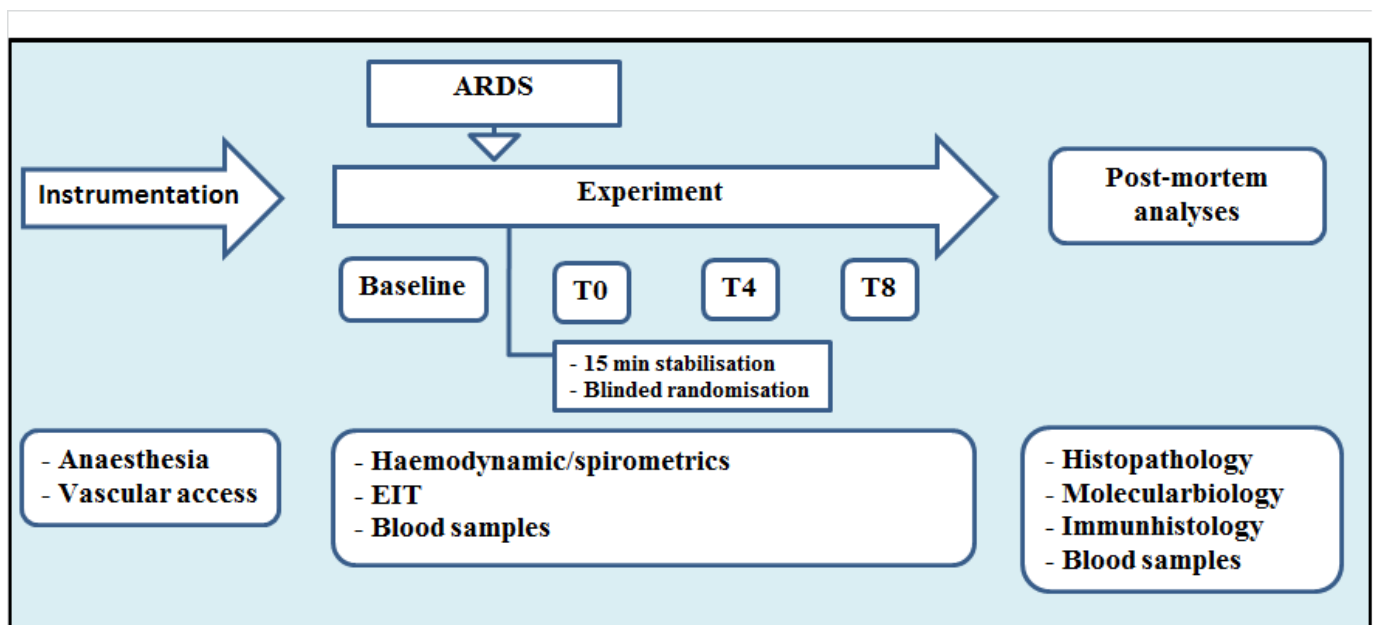 ARDS
Instrumentation
Experiment
Post-mortem
analyses
Baseline
T0
T4
T8
- 15 min stabilisation
- Blinded randomisation
- Anaesthesia
- Vascular access
- Haemodynamic/spirometrics
- EIT
- Blood samples
- Histopathology
- Molecularbiology
- Immunhistology
- Blood samples